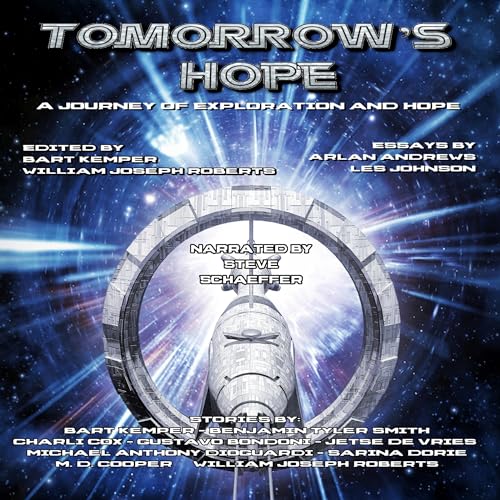 TOMORROW'S
HOPE
A JOURNEY OF EXPLORATION AND HOPE
EDITED BY
BART KEMPER
WILLIAM JOSEPH ROBERTS
ESSAYS BY
ARLAN ANDREWS
LES JOHNSON
NARRATED BY
STEVE
SCHAEFFER
STORIES BY:
BART KEMPER - BENJAMIN TYLER SMITH
CHARLI COX - GUSTAVO BONDONI - JETSE DE VRIES
MICHAEL ANTHONY DIOGUARDI - SARINA DORIE
M. D. COOPER WILLIAM JOSEPH ROBERTS